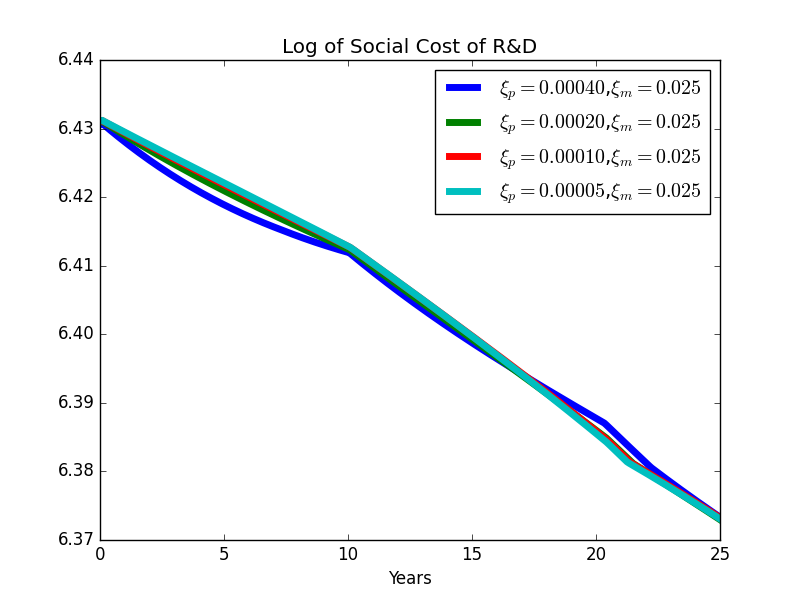 Log of Social Cost of R&D
6.44
6.43
6.42
6.41
6.40
6.39
6.38
6.37
ξp = 0.00040,ξm = 0.025
ξp = 0.00020,ξm = 0.025
ξp = 0.00010,ξm = 0.025
ξp = 0.00005,ξm = 0.025
0 5 10 15 20 25
Years